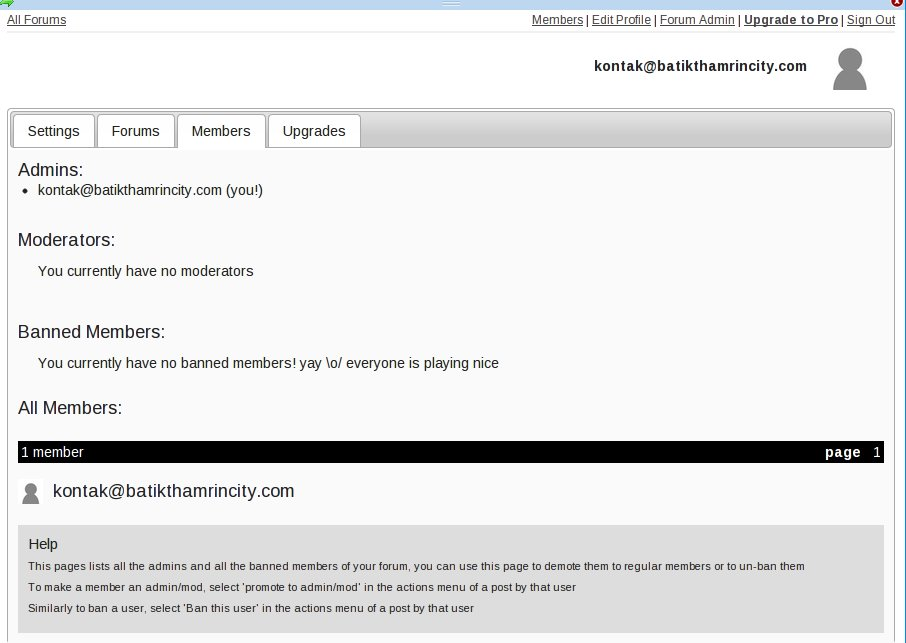 All Forums
Members | Edit Profile | Forum Admin | Upgrade to Pro | Sign Out
kontak@batikthamrincity.com
Settings Forums Members Upgrades
Admins:
• kontak@batikthamrincity.com (you!)
Moderators:
You currently have no moderators
Banned Members:
You currently have no banned members! yay \o/ everyone is playing nice
All Members:
1 member page 1
kontak@batikthamrincity.com
Help
This pages lists all the admins and all the banned members of your forum, you can use this page to demote them to regular members or to un-ban them
To make a member an admin/mod, select 'promote to admin/mod' in the actions menu of a post by that user
Similarly to ban a user, select 'Ban this user' in the actions menu of a post by that user